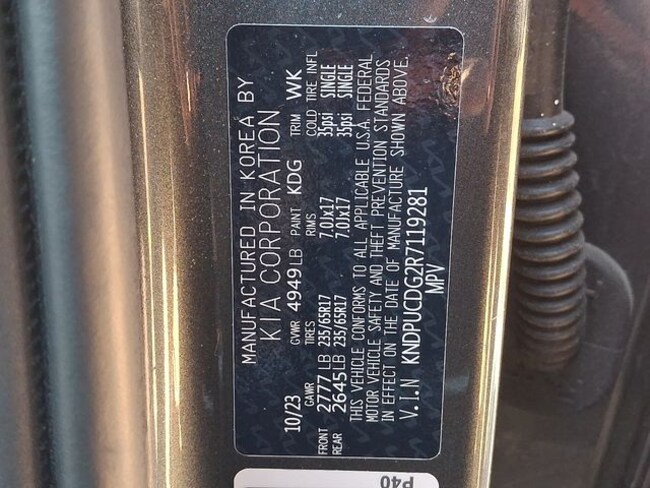 MANUFACTURED IN KOREA BY
KIA CORPORATION
10/23 GVWR 4949LB PAINT KDG TRIM WK
GAWR TIRES RIMS COLD TIRE INFL
FRONT 2777LB 235/65R17 7.0Jx17 35psi SINGLE
REAR 2645LB 235/65R17 7.0Jx17 35psi SINGLE
THIS VEHICLE CONFORMS TO ALL APPLICABLE U.S.A. FEDERAL
MOTOR VEHICLE SAFETY AND THEFT PREVENTION STANDARDS
IN EFFECT ON THE DATE OF MANUFACTURE SHOWN ABOVE.
V.I.N KNDPUCDG2R7119281
MPV
P40